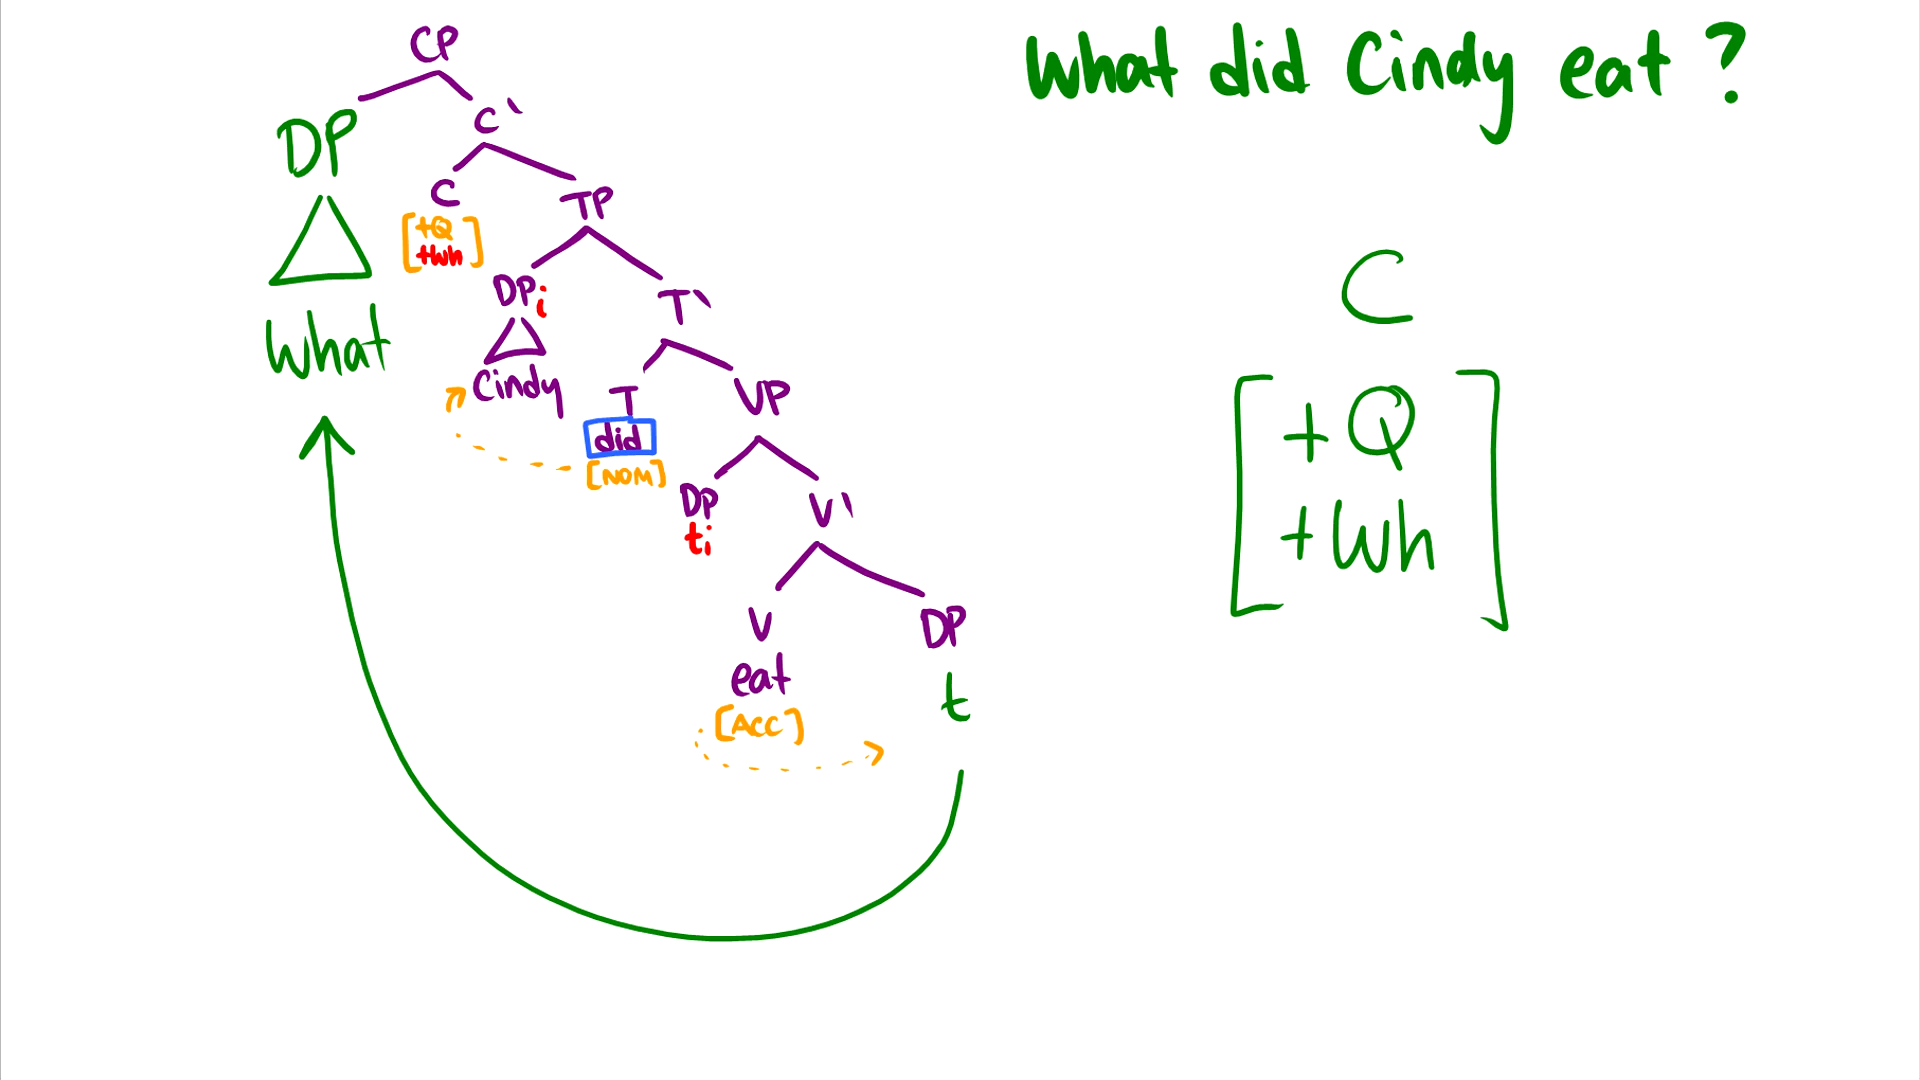 What did Cindy eat ?
CP
DP
C`
What
C
[+Q
+Wh]
TP
DPi
Cindy
T`
T
did
[NOM]
VP
DP
ti
V`
V
eat
[ACC]
DP
t
C
[+Q
+Wh]